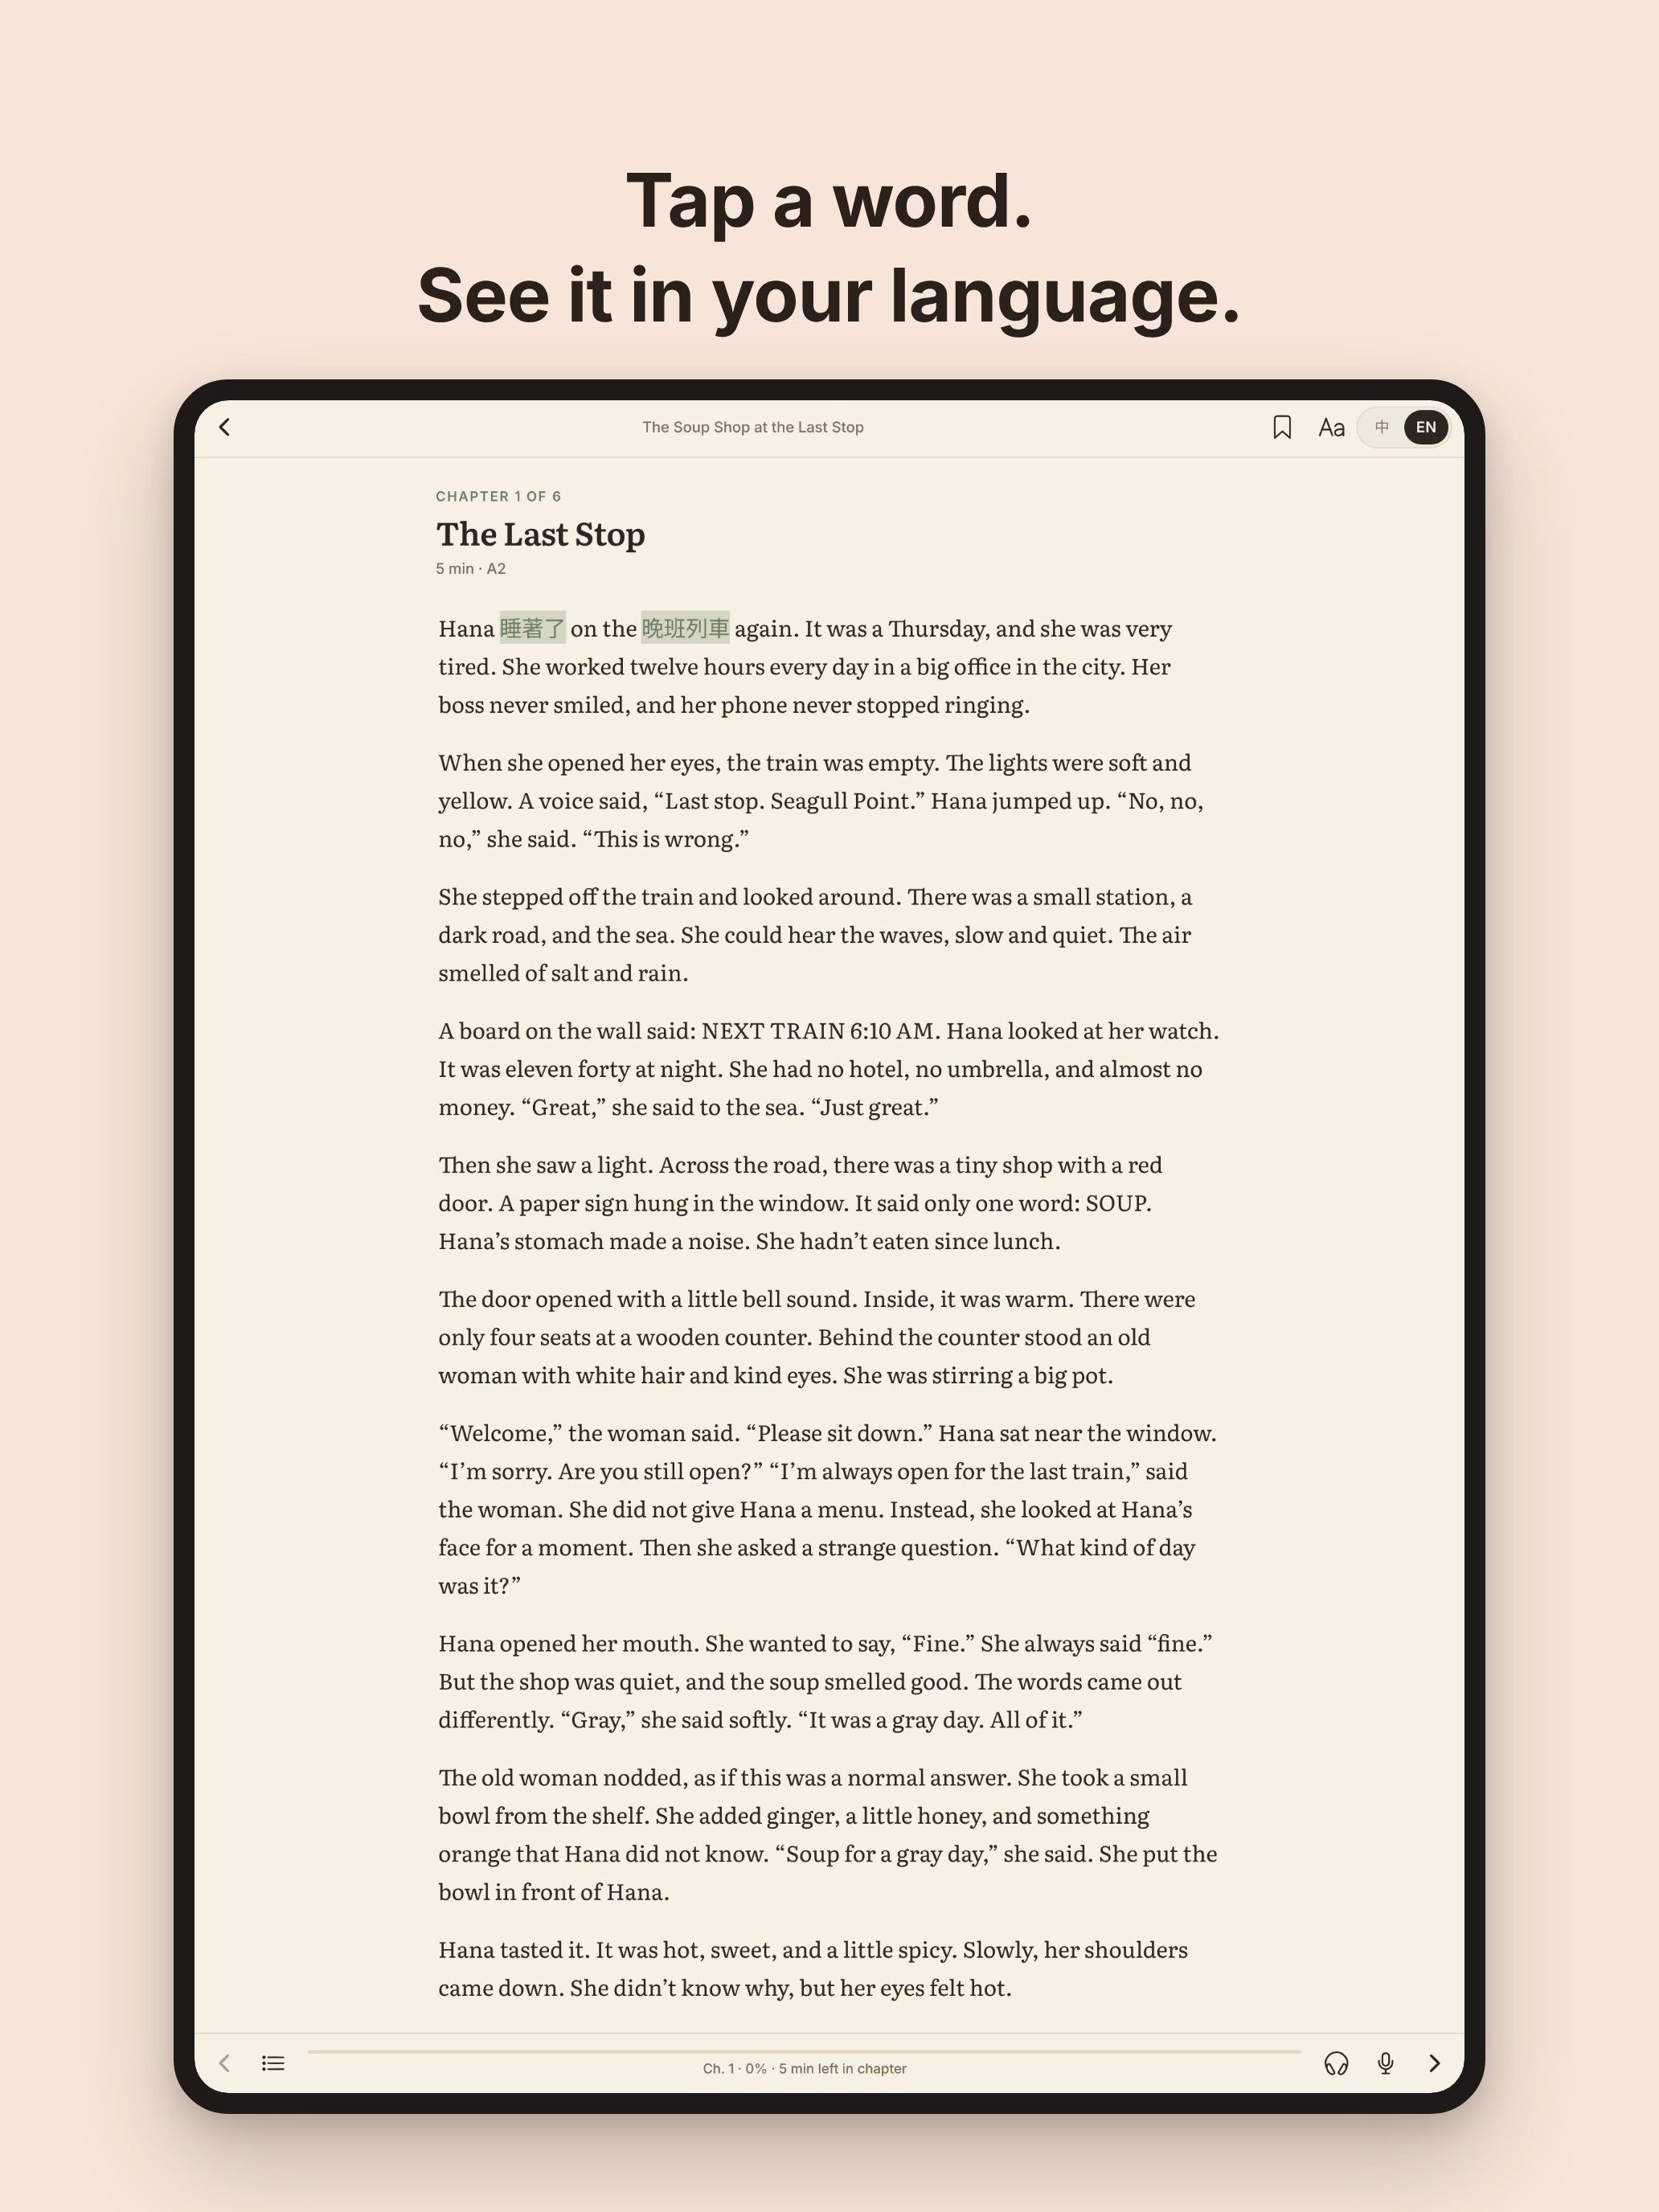 Tap a word.
See it in your language.
The Soup Shop at the Last Stop
Aa
中
EN
CHAPTER 1 OF 6
The Last Stop
5 min · A2
Hana 睡著了 on the 晚班列車 again. It was a Thursday, and she was very
tired. She worked twelve hours every day in a big office in the city. Her
boss never smiled, and her phone never stopped ringing.
When she opened her eyes, the train was empty. The lights were soft and
yellow. A voice said, “Last stop. Seagull Point.” Hana jumped up. “No, no,
no,” she said. “This is wrong.”
She stepped off the train and looked around. There was a small station, a
dark road, and the sea. She could hear the waves, slow and quiet. The air
smelled of salt and rain.
A board on the wall said: NEXT TRAIN 6:10 AM. Hana looked at her watch.
It was eleven forty at night. She had no hotel, no umbrella, and almost no
money. “Great,” she said to the sea. “Just great.”
Then she saw a light. Across the road, there was a tiny shop with a red
door. A paper sign hung in the window. It said only one word: SOUP.
Hana’s stomach made a noise. She hadn’t eaten since lunch.
The door opened with a little bell sound. Inside, it was warm. There were
only four seats at a wooden counter. Behind the counter stood an old
woman with white hair and kind eyes. She was stirring a big pot.
“Welcome,” the woman said. “Please sit down.” Hana sat near the window.
“I’m sorry. Are you still open?” “I’m always open for the last train,” said
the woman. She did not give Hana a menu. Instead, she looked at Hana’s
face for a moment. Then she asked a strange question. “What kind of day
was it?”
Hana opened her mouth. She wanted to say, “Fine.” She always said “fine.”
But the shop was quiet, and the soup smelled good. The words came out
differently. “Gray,” she said softly. “It was a gray day. All of it.”
The old woman nodded, as if this was a normal answer. She took a small
bowl from the shelf. She added ginger, a little honey, and something
orange that Hana did not know. “Soup for a gray day,” she said. She put the
bowl in front of Hana.
Hana tasted it. It was hot, sweet, and a little spicy. Slowly, her shoulders
came down. She didn’t know why, but her eyes felt hot.
Ch. 1 · 0% · 5 min left in chapter